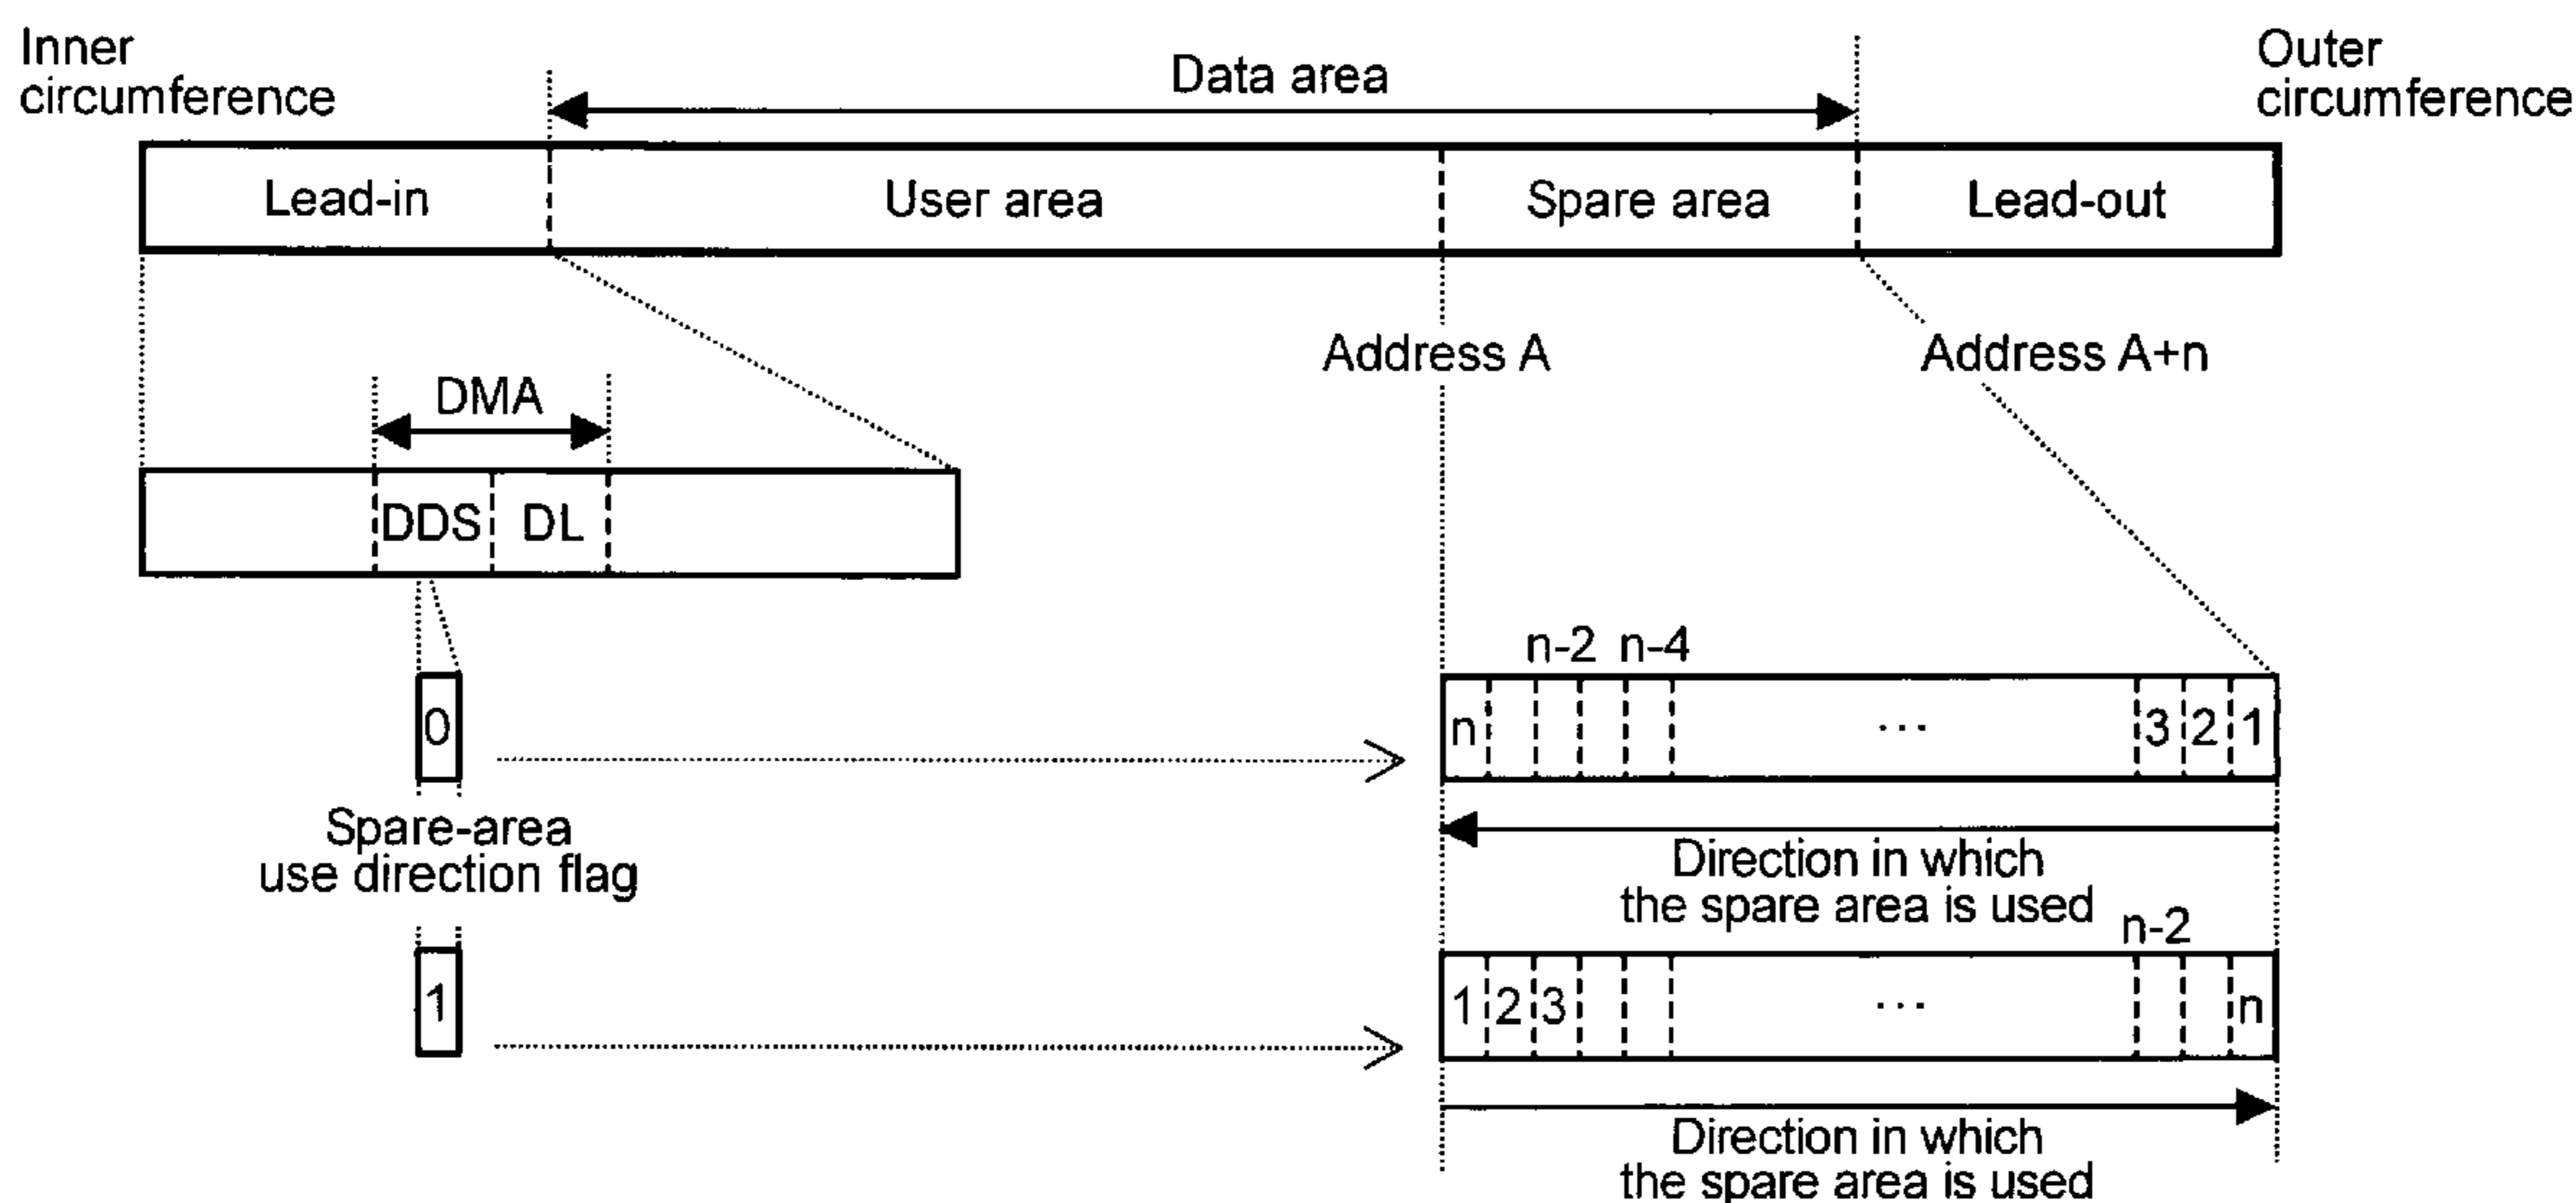 Inner
circumference
Data area
Outer
circumference
Lead-in
User area
Spare area
Lead-out
Address A
Address A+n
DMA
DDS
DL
n-2 n-4
0
n
...
3 2 1
Spare-area
use direction flag
Direction in which
the spare area is used
n-2
1
1 2 3
...
n
Direction in which
the spare area is used